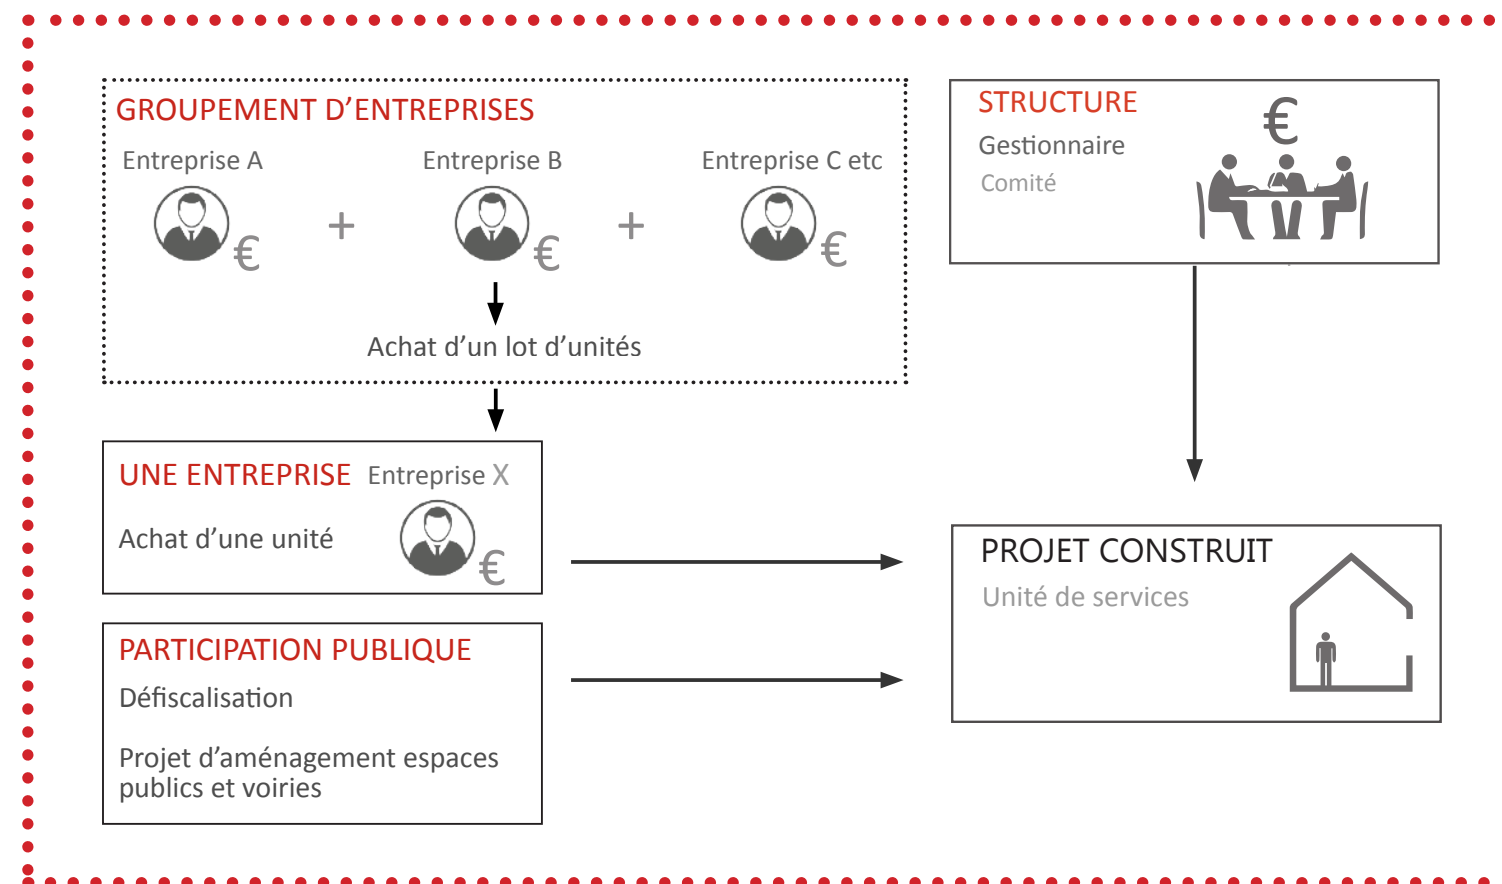 GROUPEMENT D’ENTREPRISES
Entreprise A
Entreprise B
Entreprise C etc
€ + € + €
Achat d’un lot d’unités
STRUCTURE
Gestionnaire
Comité
€
UNE ENTREPRISE Entreprise X
Achat d’une unité
€
PARTICIPATION PUBLIQUE
Défiscalisation
Projet d’aménagement espaces
publics et voiries
PROJET CONSTRUIT
Unité de services